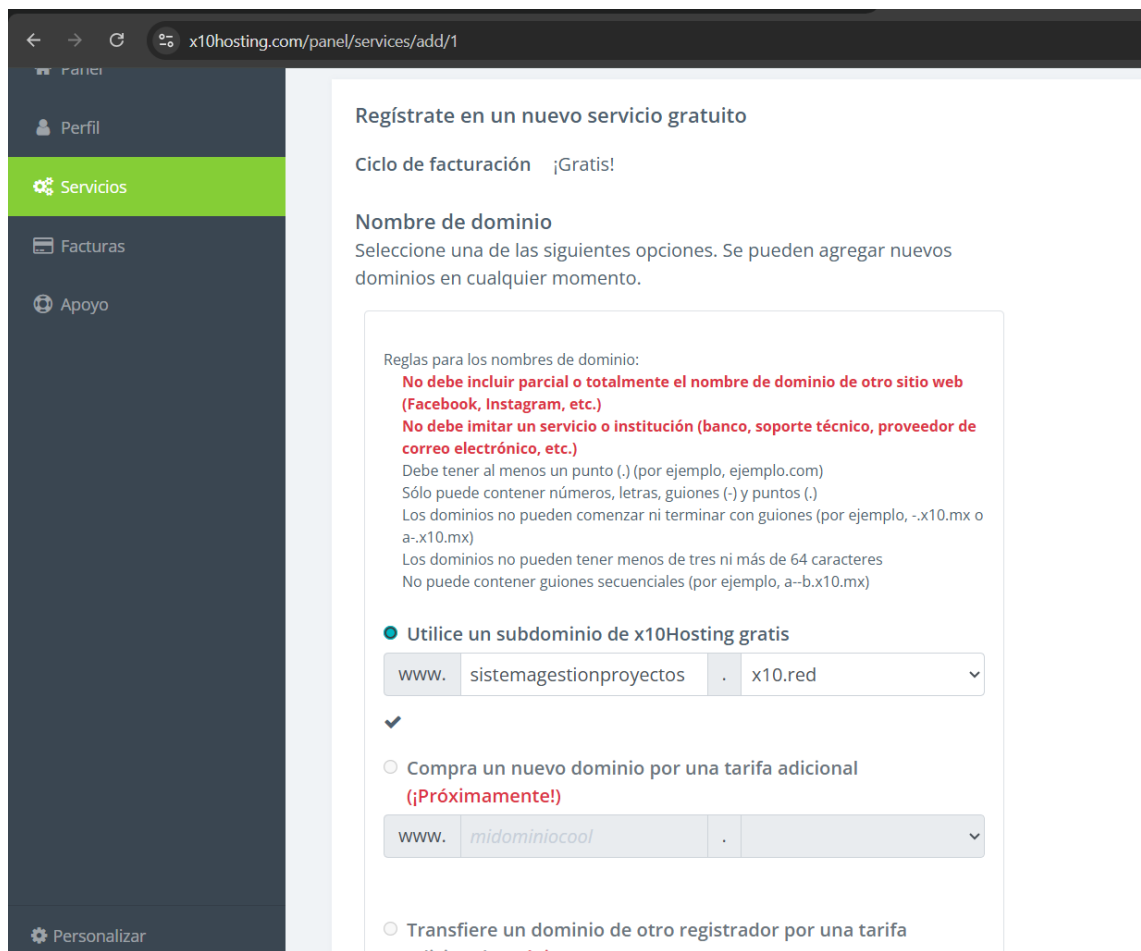 x10hosting.com/panel/services/add/1
Panel
Perfil
Servicios
Facturas
Apoyo
Personalizar
Regístrate en un nuevo servicio gratuito
Ciclo de facturación ¡Gratis!
Nombre de dominio
Seleccione una de las siguientes opciones. Se pueden agregar nuevos
dominios en cualquier momento.
Reglas para los nombres de dominio:
No debe incluir parcial o totalmente el nombre de dominio de otro sitio web
(Facebook, Instagram, etc.)
No debe imitar un servicio o institución (banco, soporte técnico, proveedor de
correo electrónico, etc.)
Debe tener al menos un punto (.) (por ejemplo, ejemplo.com)
Sólo puede contener números, letras, guiones (-) y puntos (.)
Los dominios no pueden comenzar ni terminar con guiones (por ejemplo, -.x10.mx o
a-.x10.mx)
Los dominios no pueden tener menos de tres ni más de 64 caracteres
No puede contener guiones secuenciales (por ejemplo, a--b.x10.mx)
Utilice un subdominio de x10Hosting gratis
www. sistemagestionproyectos . x10.red
Compra un nuevo dominio por una tarifa adicional
(¡Próximamente!)
www. midominiocool .
Transfiere un dominio de otro registrador por una tarifa